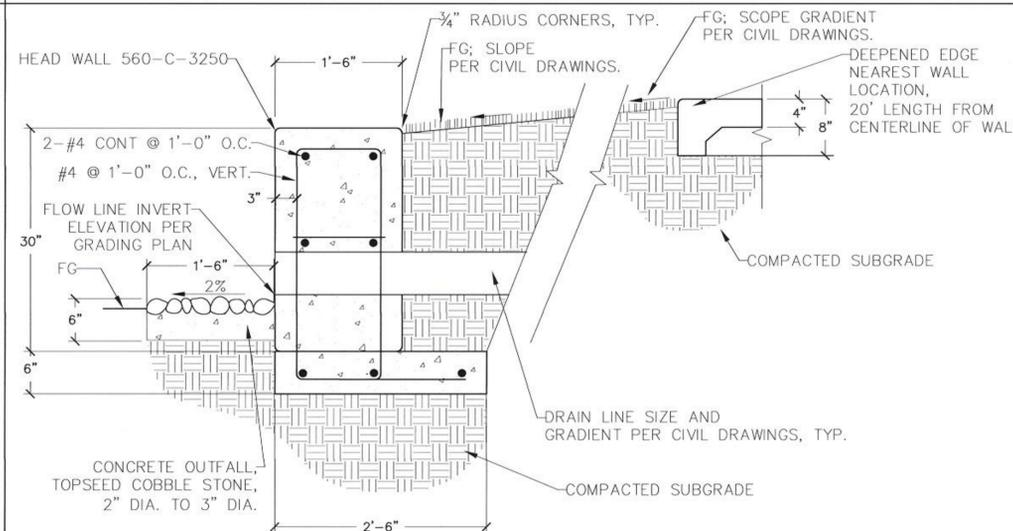 ¾" RADIUS CORNERS, TYP.
FG; SCOPE GRADIENT
PER CIVIL DRAWINGS.
HEAD WALL 560-C-3250
1'-6"
FG; SLOPE
PER CIVIL DRAWINGS.
DEEPENED EDGE
NEAREST WALL
LOCATION,
20' LENGTH FROM
CENTERLINE OF WAL
4"
8"
2-#4 CONT @ 1'-0" O.C.
#4 @ 1'-0" O.C., VERT.
3"
FLOW LINE INVERT
ELEVATION PER
GRADING PLAN
30"
FG
1'-6"
2%
6"
COMPACTED SUBGRADE
6"
DRAIN LINE SIZE AND
GRADIENT PER CIVIL DRAWINGS, TYP.
CONCRETE OUTFALL,
TOPSEED COBBLE STONE,
2" DIA. TO 3" DIA.
COMPACTED SUBGRADE
2'-6"